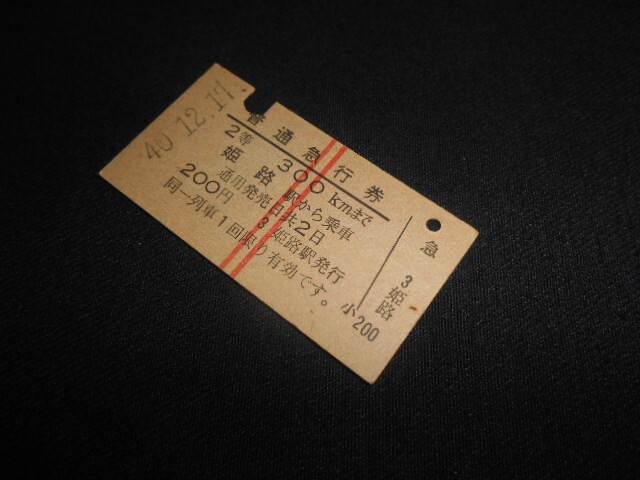 40 12.17.
普通急行券
2等 300kmまで
姫路 駅から乗車
通用発売日共2日
200円 3 姫路駅発行
同一列車1回限り有効です。
急
3
姫路
小200